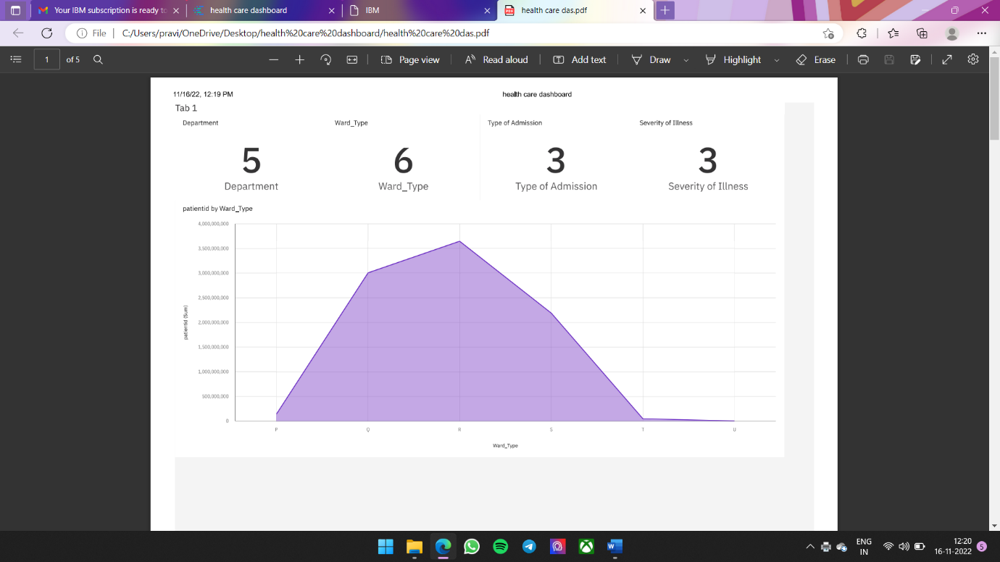 Your IBM subscription is ready to
health care dashboard
IBM
health care das.pdf
File
C:/Users/pravi/OneDrive/Desktop/health%20care%20dashboard/health%20care%20das.pdf
1 of 5
Page view
Read aloud
Add text
Draw
Highlight
Erase
11/16/22, 12:19 PM
health care dashboard
Tab 1
Department
Ward_Type
Type of Admission
Severity of Illness
5
6
3
3
Department
Ward_Type
Type of Admission
Severity of Illness
patientid by Ward_Type
4,000,000,000
3,500,000,000
3,000,000,000
2,500,000,000
2,000,000,000
1,500,000,000
1,000,000,000
500,000,000
0
patientid (Sum)
P Q R S T U
Ward_Type
ENG
IN
12:20
16-11-2022
5